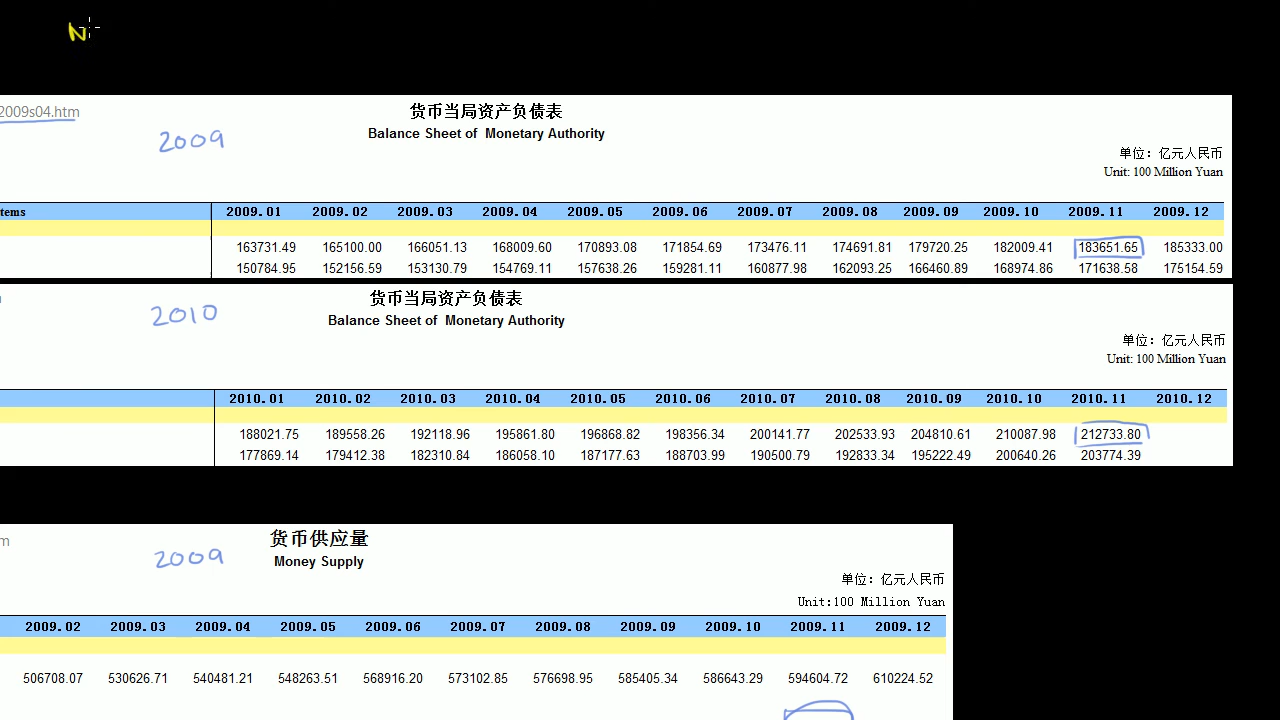 N
2009s04.htm
货币当局资产负债表
2009
Balance Sheet of Monetary Authority
单位：亿元人民币
Unit: 100 Million Yuan
tems 2009.01 2009.02 2009.03 2009.04 2009.05 2009.06 2009.07 2009.08 2009.09 2009.10 2009.11 2009.12
163731.49 165100.00 166051.13 168009.60 170893.08 171854.69 173476.11 174691.81 179720.25 182009.41 183651.65 185333.00
150784.95 152156.59 153130.79 154769.11 157638.26 159281.11 160877.98 162093.25 166460.89 168974.86 171638.58 175154.59
货币当局资产负债表
2010
Balance Sheet of Monetary Authority
单位：亿元人民币
Unit: 100 Million Yuan
2010.01 2010.02 2010.03 2010.04 2010.05 2010.06 2010.07 2010.08 2010.09 2010.10 2010.11 2010.12
188021.75 189558.26 192118.96 195861.80 196868.82 198356.34 200141.77 202533.93 204810.61 210087.98 212733.80
177869.14 179412.38 182310.84 186058.10 187177.63 188703.99 190500.79 192833.34 195222.49 200640.26 203774.39
货币供应量
m
2009
Money Supply
单位：亿元人民币
Unit:100 Million Yuan
2009.02 2009.03 2009.04 2009.05 2009.06 2009.07 2009.08 2009.09 2009.10 2009.11 2009.12
506708.07 530626.71 540481.21 548263.51 568916.20 573102.85 576698.95 585405.34 586643.29 594604.72 610224.52